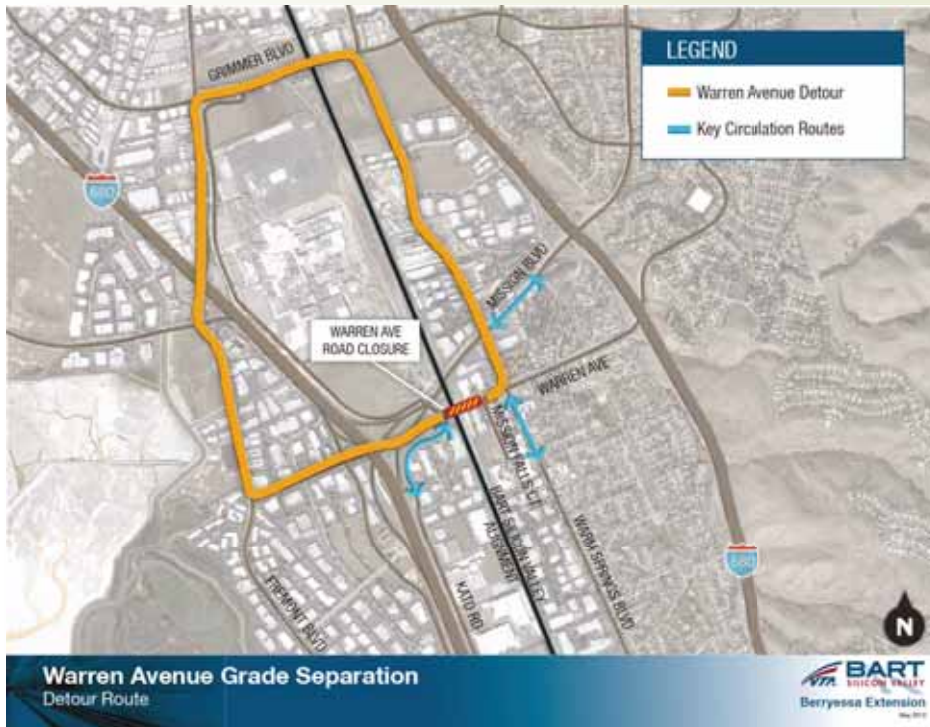 LEGEND
Warren Avenue Detour
Key Circulation Routes
GRIMMER BLVD
680
MISSION BLVD
WARREN AVE
ROAD CLOSURE
WARREN AVE
MISSION FALLS CT
BART SILICON VALLEY
ALIGNMENT
WARM SPRINGS BLVD
KATO RD
FREMONT BLVD
680
N
Warren Avenue Grade Separation
Detour Route
VTA BART
SILICON VALLEY
Berryessa Extension